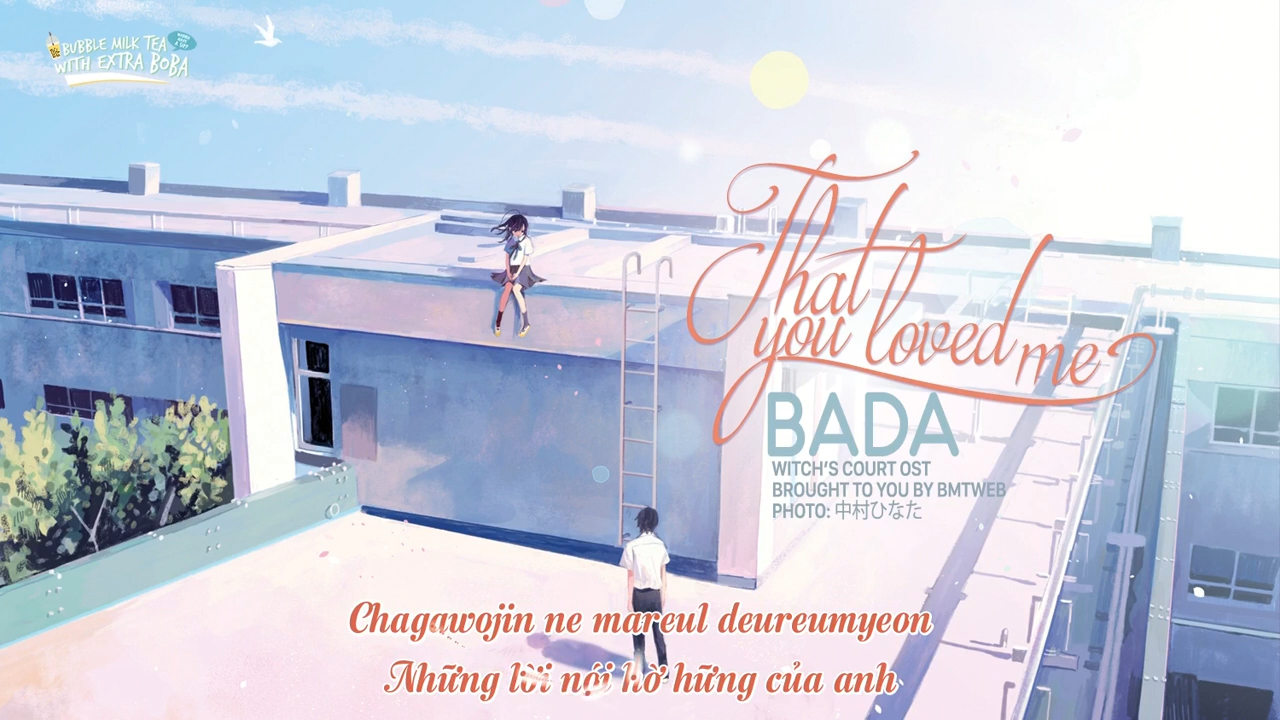 BUBBLE MILK TEA
WITH EXTRA BOBA
That
you loved me
BADA
WITCH'S COURT OST
BROUGHT TO YOU BY BMTWEB
PHOTO: 中村ひなた
Chagawojin ne mareul deureumyeon
Những lời nói hờ hững của anh